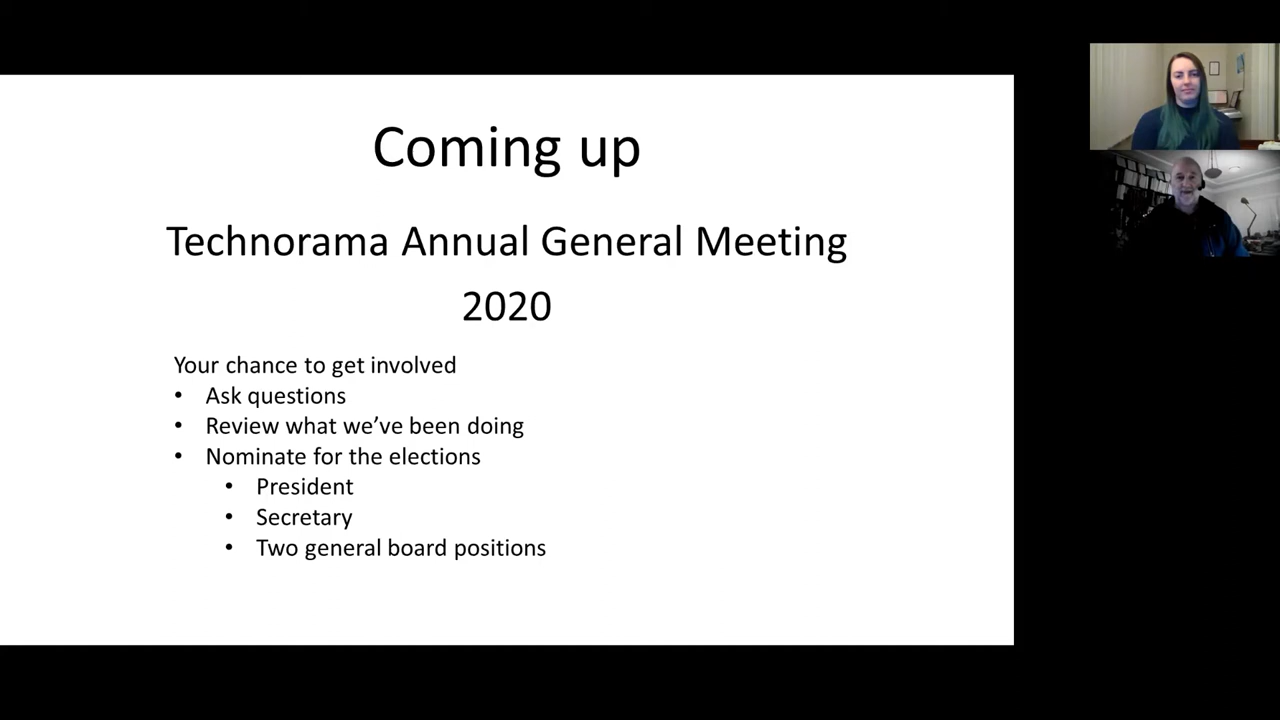 Coming up
Technorama Annual General Meeting
2020
Your chance to get involved
• Ask questions
• Review what we’ve been doing
• Nominate for the elections
• President
• Secretary
• Two general board positions